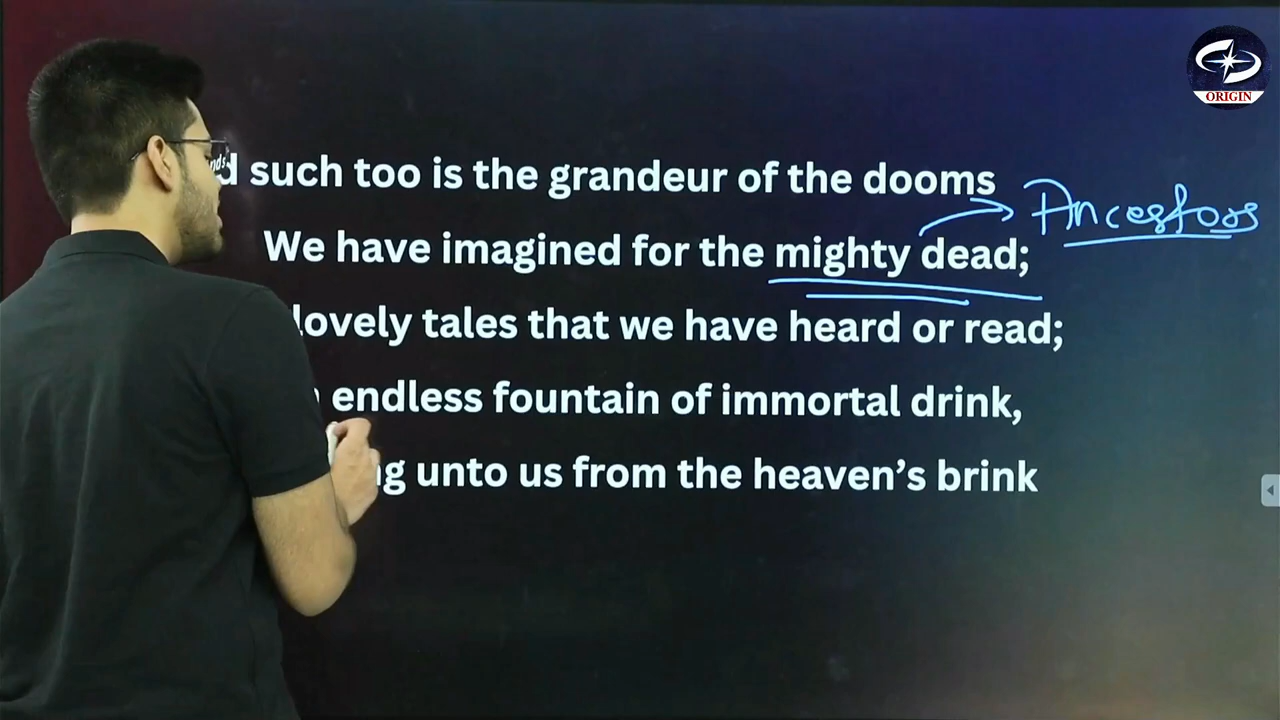 ORIGIN
such too is the grandeur of the dooms
Ancestors
We have imagined for the mighty dead;
lovely tales that we have heard or read;
endless fountain of immortal drink,
unto us from the heaven's brink